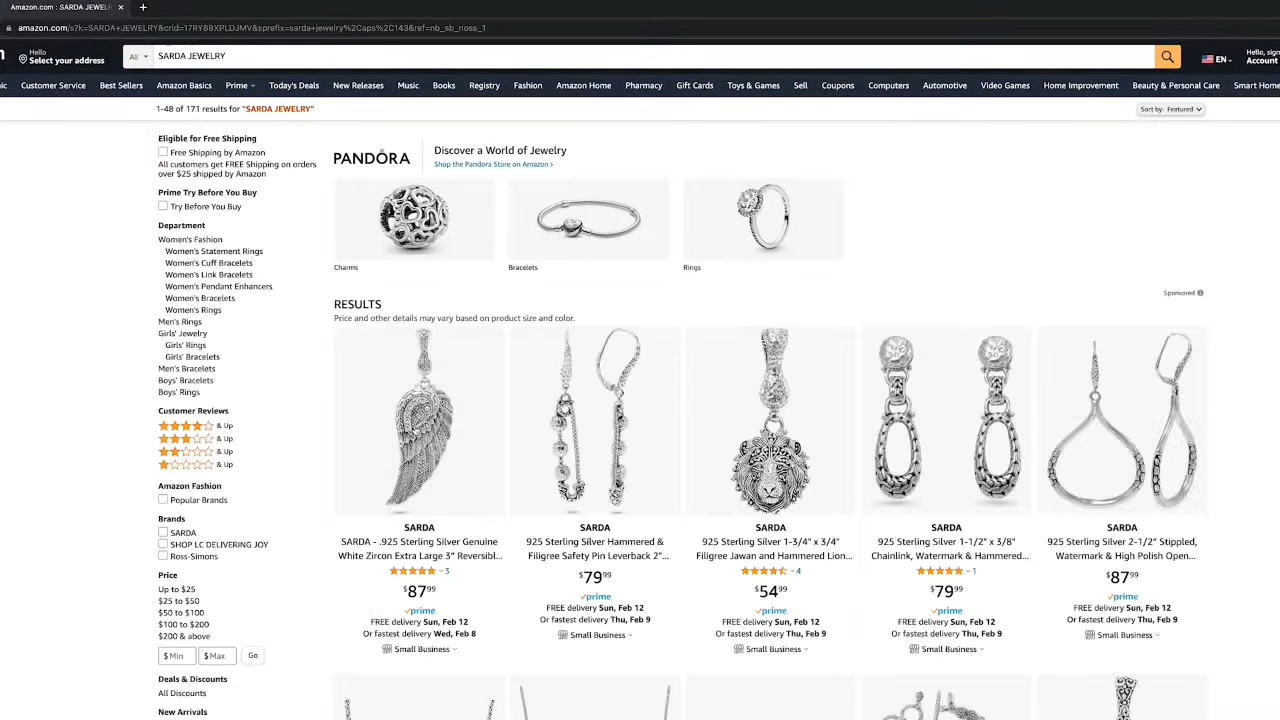 Amazon.com : SARDA JEWELR
amazon.com/s?k=SARDA+JEWELRY&crid=17RY89XPLDJMV&sprefix=sarda+jewelry%2Caps%2C143&ref=nb_sb_noss_1
Hello
Select your address
All
SARDA JEWELRY
EN
Hello, sign
Account
ic Customer Service Best Sellers Amazon Basics Prime Today's Deals New Releases Music Books Registry Fashion Amazon Home Pharmacy Gift Cards Toys & Games Sell Coupons Computers Automotive Video Games Home Improvement Beauty & Personal Care Smart Home
1-48 of 171 results for "SARDA JEWELRY"
Sort by: Featured
Eligible for Free Shipping
Free Shipping by Amazon
All customers get FREE Shipping on orders
over $25 shipped by Amazon
Prime Try Before You Buy
Try Before You Buy
Department
Women's Fashion
Women's Statement Rings
Women's Cuff Bracelets
Women's Link Bracelets
Women's Pendant Enhancers
Women's Bracelets
Women's Rings
Men's Rings
Girls' Jewelry
Girls' Rings
Girls' Bracelets
Men's Bracelets
Boys' Bracelets
Boys' Rings
Customer Reviews
& Up
& Up
& Up
& Up
Amazon Fashion
Popular Brands
Brands
SARDA
SHOP LC DELIVERING JOY
Ross-Simons
Price
Up to $25
$25 to $50
$50 to $100
$100 to $200
$200 & above
$ Min $ Max Go
Deals & Discounts
All Discounts
New Arrivals
PANDORA
Discover a World of Jewelry
Shop the Pandora Store on Amazon ›
Charms
Bracelets
Rings
Sponsored
RESULTS
Price and other details may vary based on product size and color.
SARDA
SARDA - .925 Sterling Silver Genuine
White Zircon Extra Large 3" Reversibl...
3
$87.99
prime
FREE delivery Sun, Feb 12
Or fastest delivery Wed, Feb 8
Small Business
SARDA
925 Sterling Silver Hammered &
Filigree Safety Pin Leverback 2"...
$79.99
prime
FREE delivery Sun, Feb 12
Or fastest delivery Thu, Feb 9
Small Business
SARDA
925 Sterling Silver 1-3/4" x 3/4"
Filigree Jawan and Hammered Lion...
4
$54.99
prime
FREE delivery Sun, Feb 12
Or fastest delivery Thu, Feb 9
Small Business
SARDA
925 Sterling Silver 1-1/2" x 3/8"
Chainlink, Watermark & Hammered...
1
$79.99
prime
FREE delivery Sun, Feb 12
Or fastest delivery Thu, Feb 9
Small Business
SARDA
925 Sterling Silver 2-1/2" Stippled,
Watermark & High Polish Open...
$87.99
prime
FREE delivery Sun, Feb 12
Or fastest delivery Thu, Feb 9
Small Business